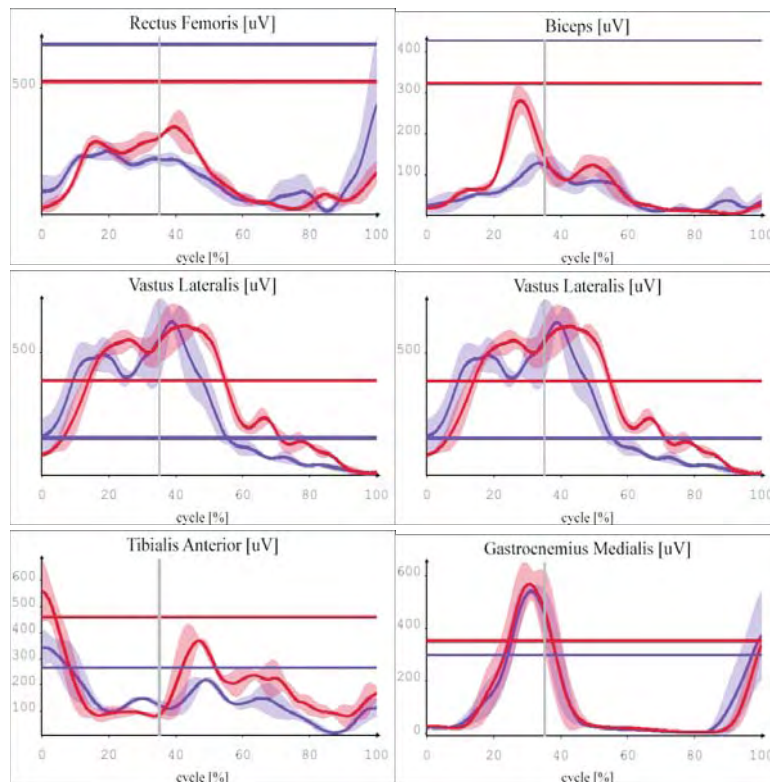 Rectus Femoris [uV]
500
0 20 40 60 80 100
cycle [%]
Biceps [uV]
400
300
200
100
0 20 40 60 80 100
cycle [%]
Vastus Lateralis [uV]
500
0 20 40 60 80 100
cycle [%]
Vastus Lateralis [uV]
500
0 20 40 60 80 100
cycle [%]
Tibialis Anterior [uV]
600
500
400
300
200
100
0 20 40 60 80 100
cycle [%]
Gastrocnemius Medialis [uV]
600
400
200
0
0 20 40 60 80 100
cycle [%]